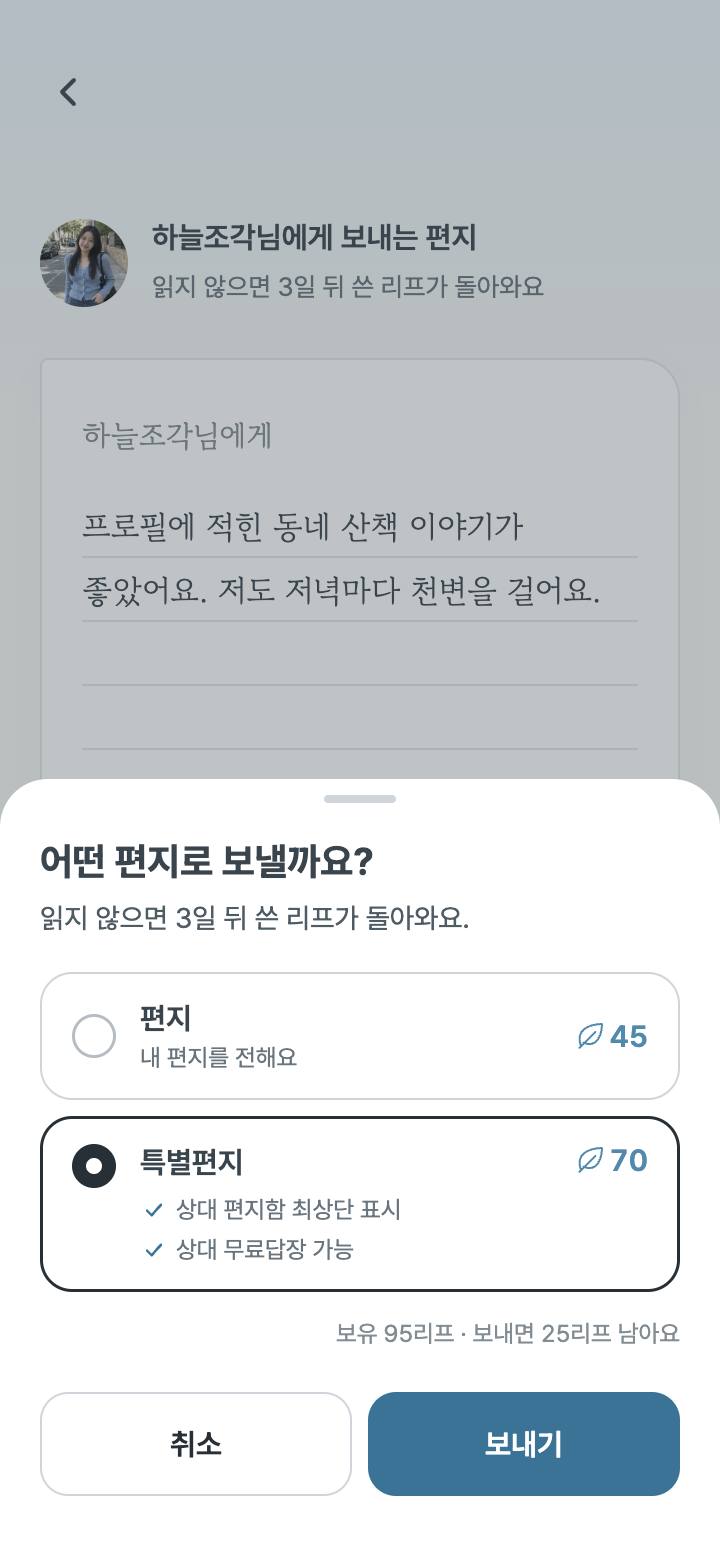 하늘조각님에게 보내는 편지
읽지 않으면 3일 뒤 쓴 리프가 돌아와요
하늘조각님에게
프로필에 적힌 동네 산책 이야기가
좋았어요. 저도 저녁마다 천변을 걸어요.
어떤 편지로 보낼까요?
읽지 않으면 3일 뒤 쓴 리프가 돌아와요.
편지
45
내 편지를 전해요
특별편지
70
상대 편지함 최상단 표시
상대 무료답장 가능
보유 95리프 · 보내면 25리프 남아요
취소
보내기